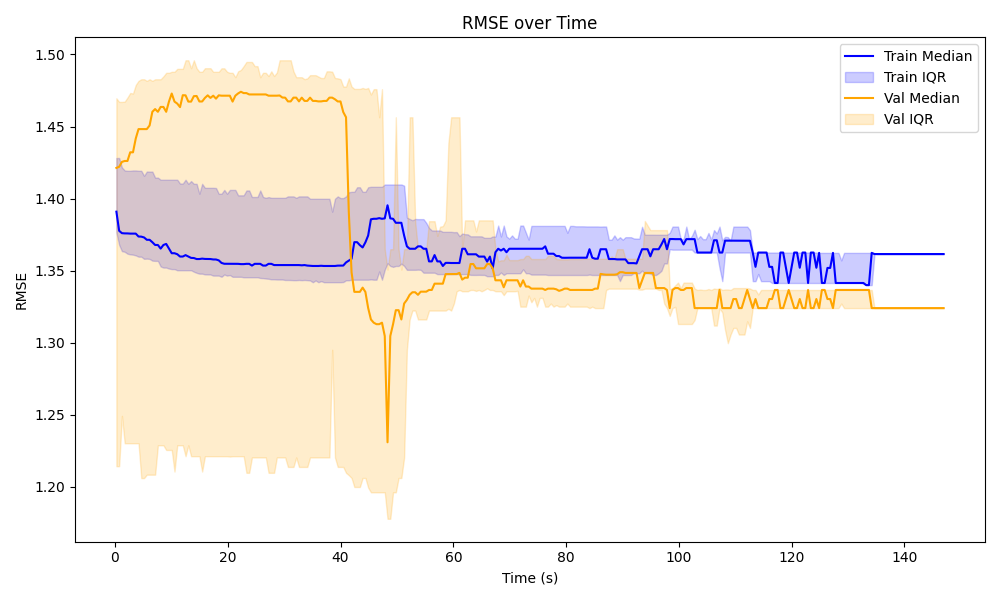 RMSE over Time
1.50
1.45
1.40
1.35
1.30
1.25
1.20
RMSE
0
20
40
60
80
100
120
140
Time (s)
Train Median
Train IQR
Val Median
Val IQR